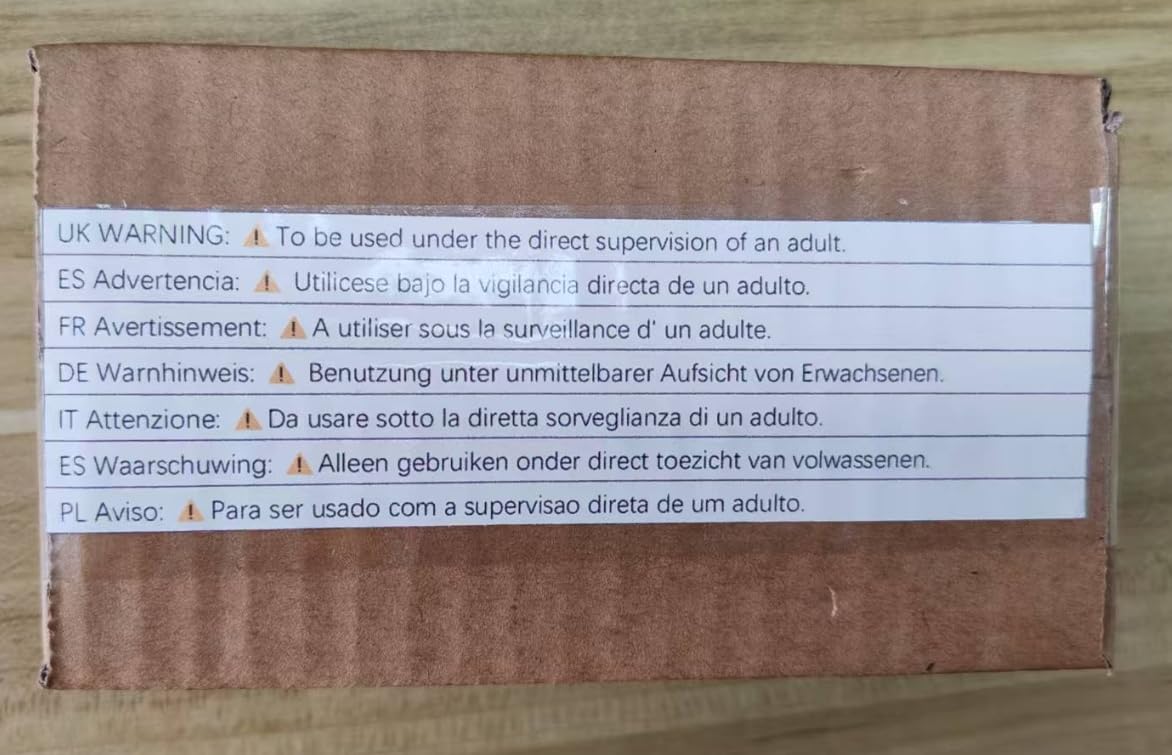 UK WARNING: ⚠ To be used under the direct supervision of an adult.
ES Advertencia: ⚠ Utilicese bajo la vigilancia directa de un adulto.
FR Avertissement: ⚠ A utiliser sous la surveillance d' un adulte.
DE Warnhinweis: ⚠ Benutzung unter unmittelbarer Aufsicht von Erwachsenen.
IT Attenzione: ⚠ Da usare sotto la diretta sorveglianza di un adulto.
ES Waarschuwing: ⚠ Alleen gebruiken onder direct toezicht van volwassenen.
PL Aviso: ⚠ Para ser usado com a supervisao direta de um adulto.